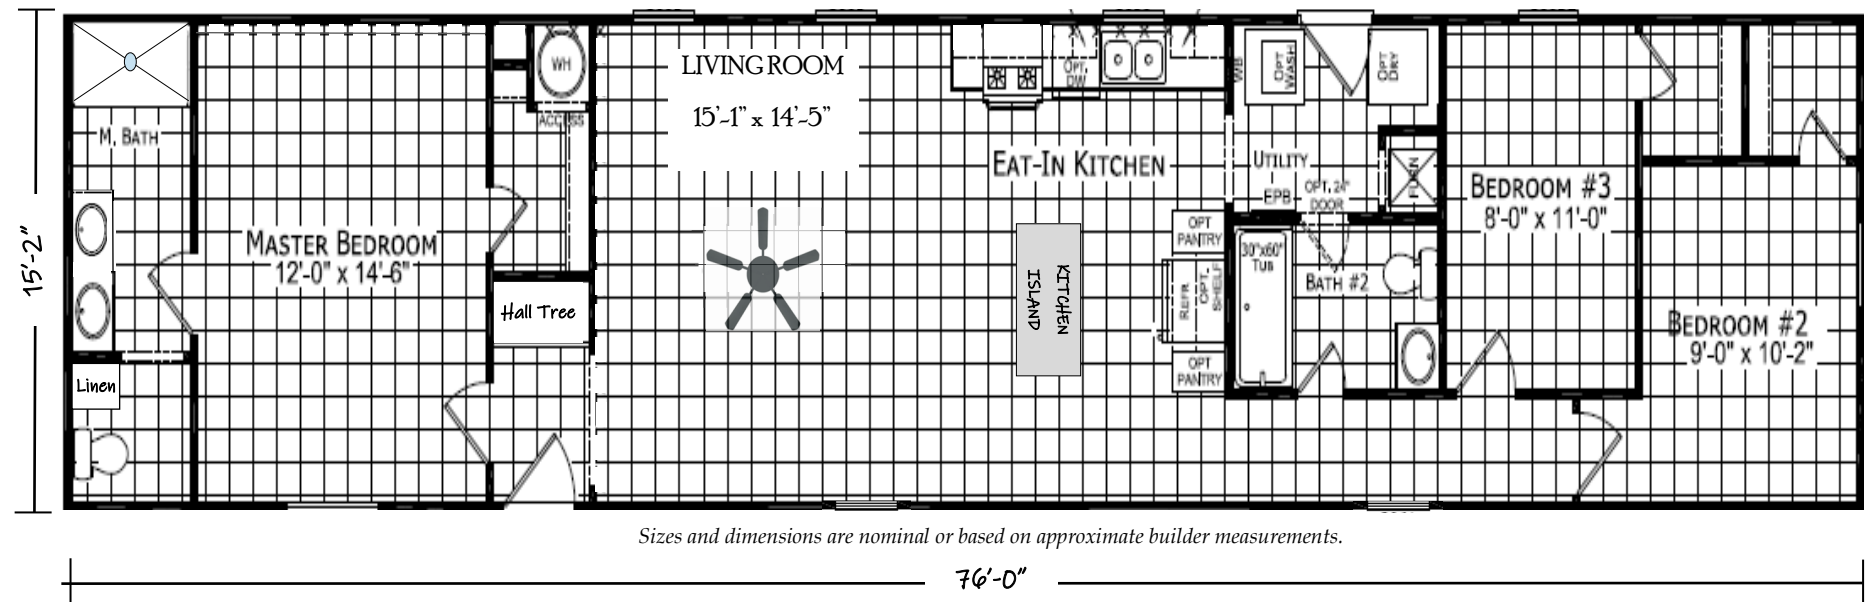 M. BATH
Linen
MASTER BEDROOM
12'-0" x 14'-6"
WH
ACCESS
Hall Tree
LIVING ROOM
15'-1" x 14'-5"
OPT. DW
EAT-IN KITCHEN
KITCHEN
ISLAND
OPT
PANTRY
REFR.
OPT.
SHELF
OPT
PANTRY
WB
OPT
WASH
OPT
DRY
UTILITY
EPB
OPT. 24"
DOOR
FURN
30"x60"
TUB
BATH #2
BEDROOM #3
8'-0" x 11'-0"
BEDROOM #2
9'-0" x 10'-2"
15'-2"
Sizes and dimensions are nominal or based on approximate builder measurements.
76'-0"